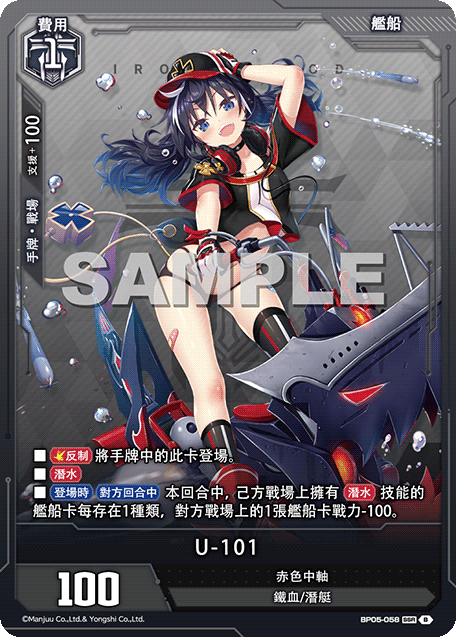 費用
1
艦船
手牌・戰場 支援+100
SAMPLE
■ 反制 將手牌中的此卡登場。
■ 潛水
■ 登場時 對方回合中 本回合中, 己方戰場上擁有 潛水 技能的
艦船卡每存在1種類, 對方戰場上的1張艦船卡戰力-100。
U-101
100
赤色中軸
鐵血/潛艇
©Manjuu Co.,Ltd.& Yongshi Co.,Ltd.
BP05-058 SSR B